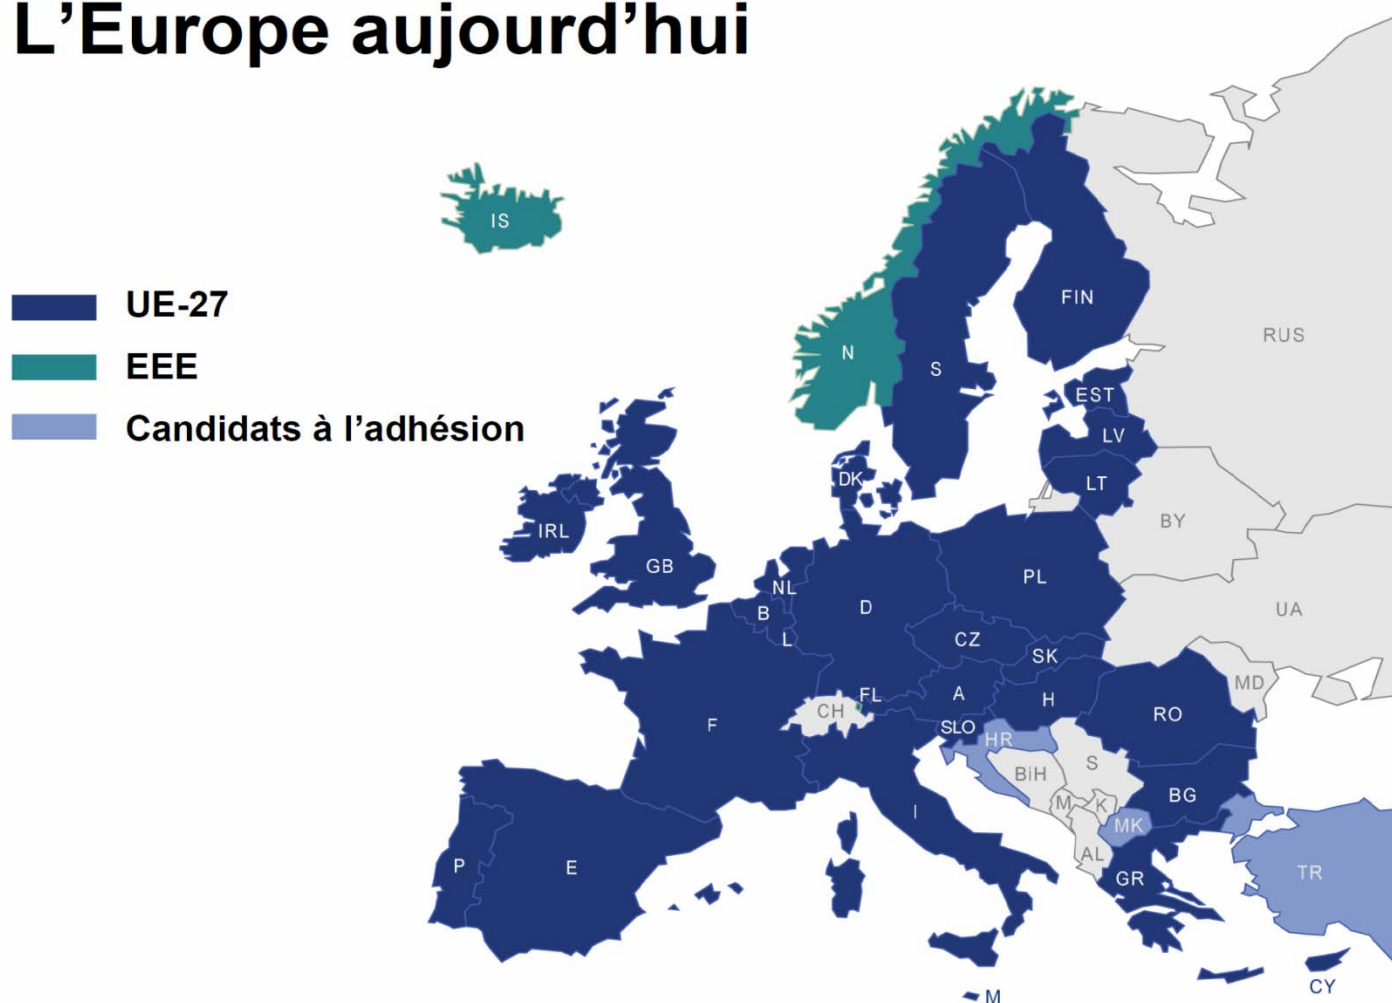 L’Europe aujourd’hui
IS
UE-27
FIN
RUS
N
EEE
S
EST
Candidats à l’adhésion
LV
DK
LT
BY
IRL
GB
PL
NL
D
B
UA
L
CZ
SK
MD
FL
A
H
CH
RO
F
SLO
HR
S
BiH
BG
M
K
I
MK
AL
P
E
TR
GR
CY
M